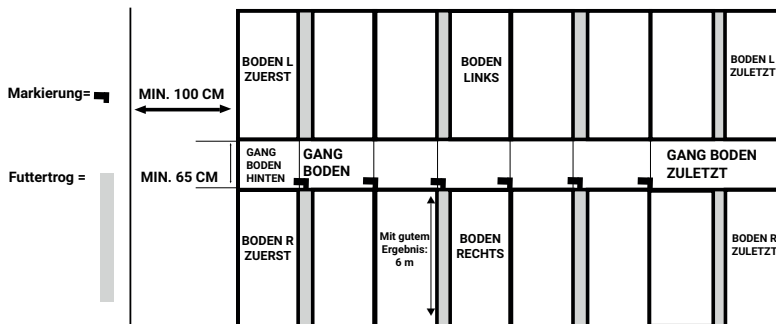 BODEN L
ZUERST
BODEN
LINKS
BODEN L
ZULETZT
Markierung=
MIN. 100 CM
GANG
BODEN
HINTEN
GANG
BODEN
GANG BODEN
ZULETZT
Futtertrog =
MIN. 65 CM
BODEN R
ZUERST
Mit gutem
Ergebnis:
6 m
BODEN
RECHTS
BODEN R
ZULETZT